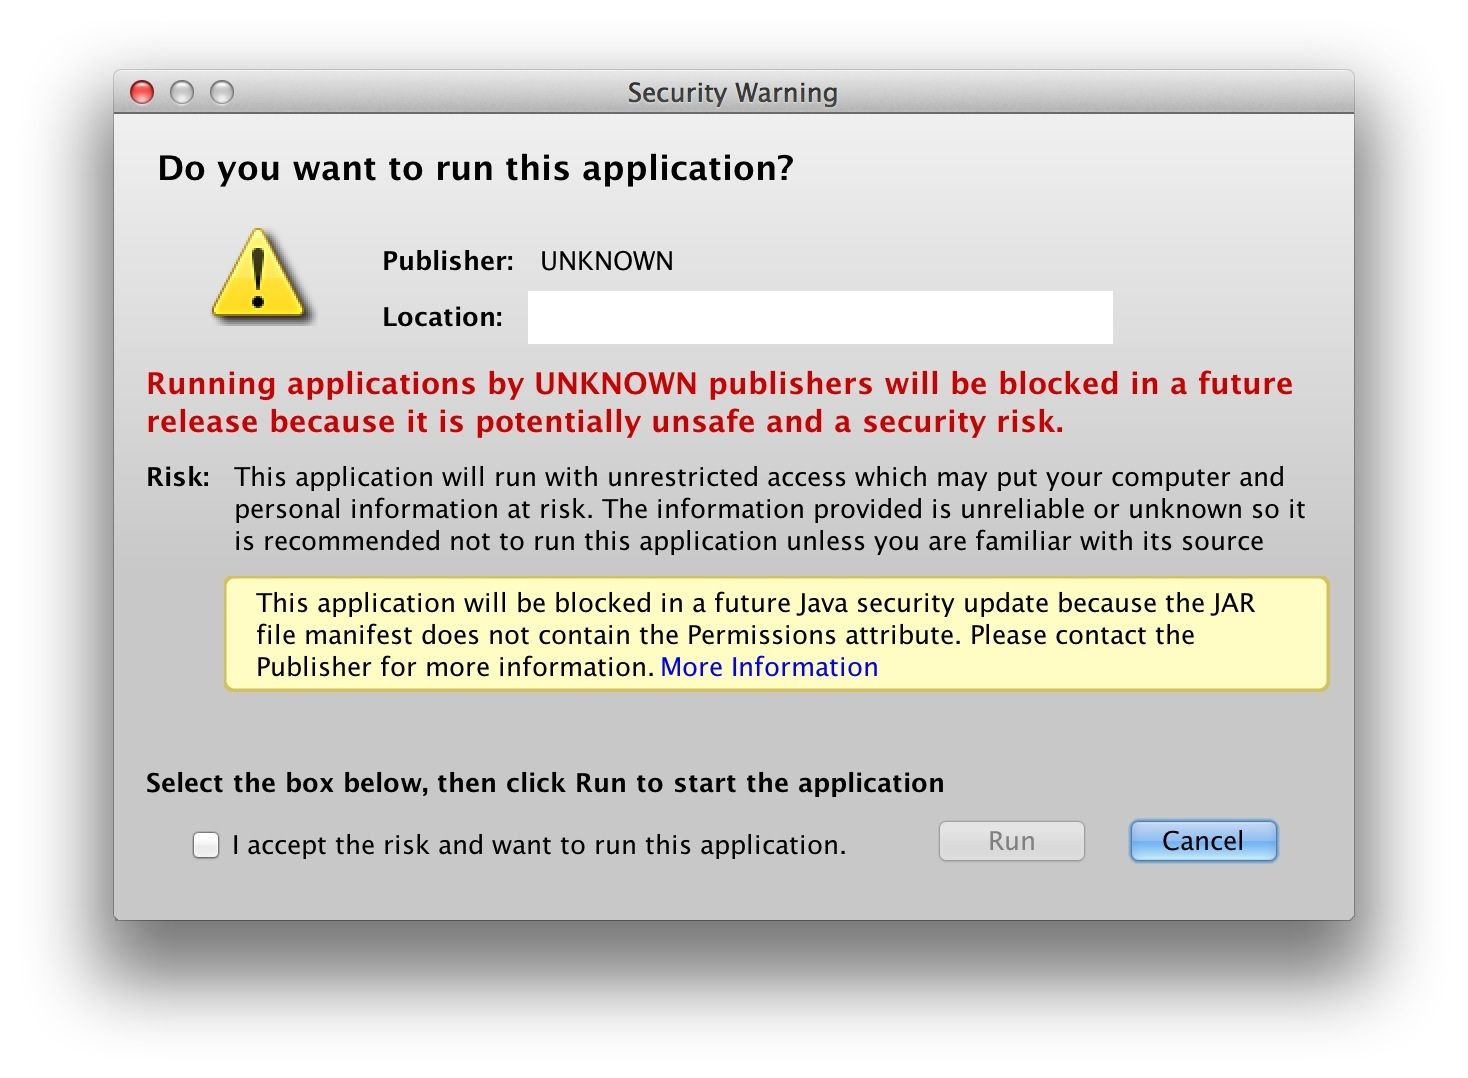 Security Warning
Do you want to run this application?
Publisher: UNKNOWN
Location:
Running applications by UNKNOWN publishers will be blocked in a future
release because it is potentially unsafe and a security risk.
Risk: This application will run with unrestricted access which may put your computer and
personal information at risk. The information provided is unreliable or unknown so it
is recommended not to run this application unless you are familiar with its source
This application will be blocked in a future Java security update because the JAR
file manifest does not contain the Permissions attribute. Please contact the
Publisher for more information. More Information
Select the box below, then click Run to start the application
I accept the risk and want to run this application. Run Cancel